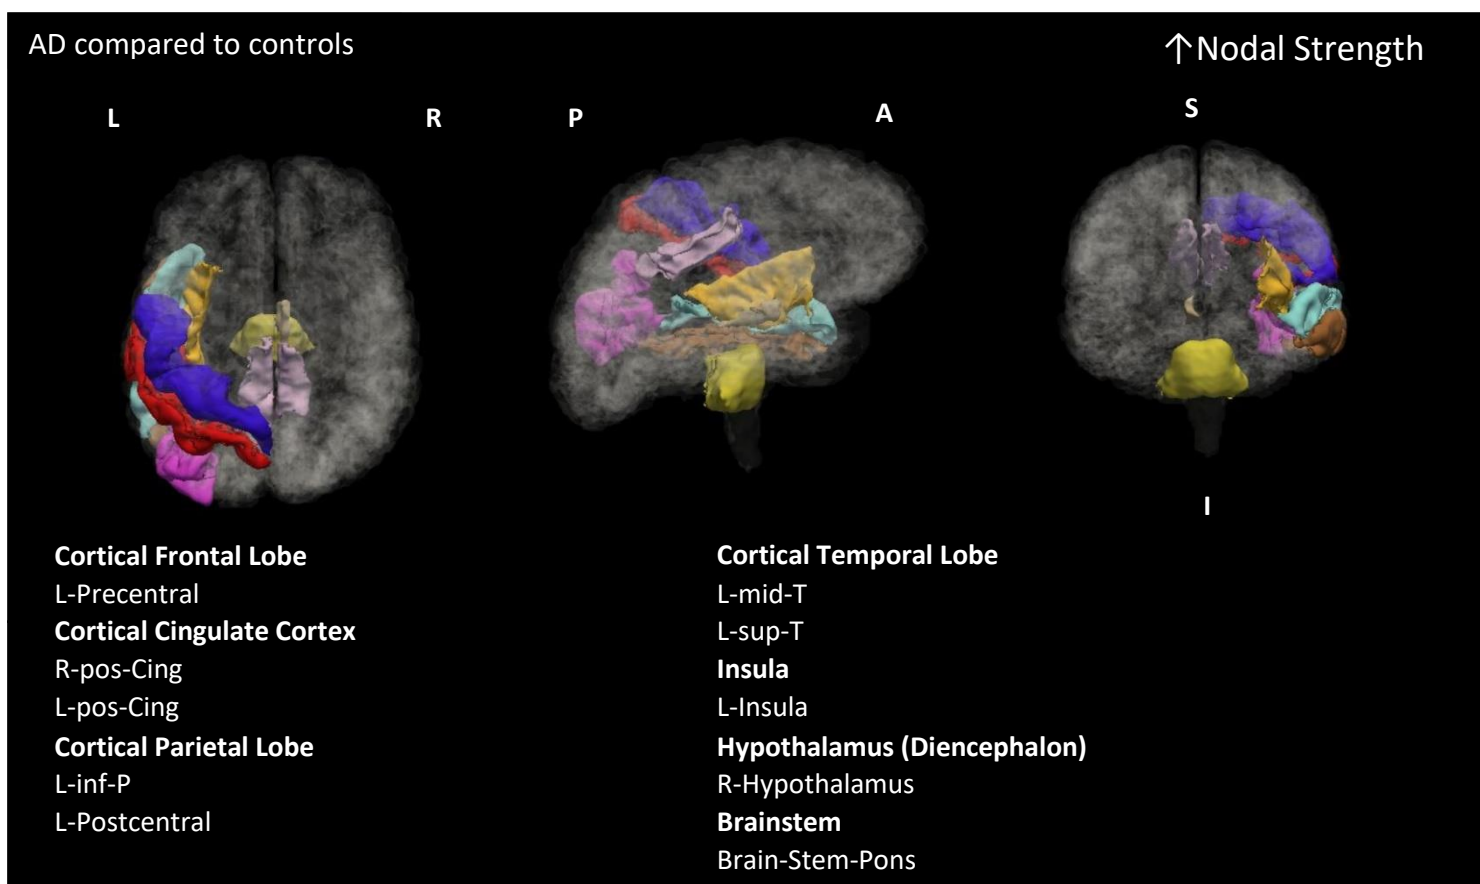 AD compared to controls
↑Nodal Strength
L
R
P
A
S
I
Cortical Frontal Lobe
L-Precentral
Cortical Cingulate Cortex
R-pos-Cing
L-pos-Cing
Cortical Parietal Lobe
L-inf-P
L-Postcentral
Cortical Temporal Lobe
L-mid-T
L-sup-T
Insula
L-Insula
Hypothalamus (Diencephalon)
R-Hypothalamus
Brainstem
Brain-Stem-Pons